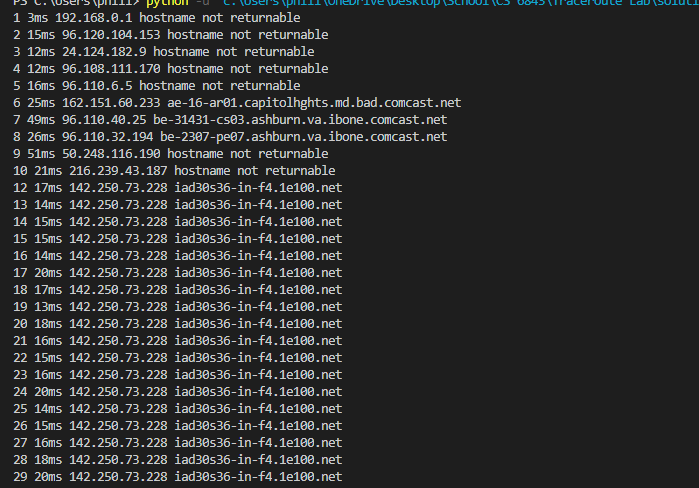 PS C:\Users\phill> python -u "c:\Users\phill\OneDrive\Desktop\School\CS 6843\Traceroute Lab\soluti
1 3ms 192.168.0.1 hostname not returnable
2 15ms 96.120.104.153 hostname not returnable
3 12ms 24.124.182.9 hostname not returnable
4 12ms 96.108.111.170 hostname not returnable
5 16ms 96.110.6.5 hostname not returnable
6 25ms 162.151.60.233 ae-16-ar01.capitolhghts.md.bad.comcast.net
7 49ms 96.110.40.25 be-31431-cs03.ashburn.va.ibone.comcast.net
8 26ms 96.110.32.194 be-2307-pe07.ashburn.va.ibone.comcast.net
9 51ms 50.248.116.190 hostname not returnable
10 21ms 216.239.43.187 hostname not returnable
12 17ms 142.250.73.228 iad30s36-in-f4.1e100.net
13 14ms 142.250.73.228 iad30s36-in-f4.1e100.net
14 15ms 142.250.73.228 iad30s36-in-f4.1e100.net
15 15ms 142.250.73.228 iad30s36-in-f4.1e100.net
16 14ms 142.250.73.228 iad30s36-in-f4.1e100.net
17 20ms 142.250.73.228 iad30s36-in-f4.1e100.net
18 17ms 142.250.73.228 iad30s36-in-f4.1e100.net
19 13ms 142.250.73.228 iad30s36-in-f4.1e100.net
20 18ms 142.250.73.228 iad30s36-in-f4.1e100.net
21 16ms 142.250.73.228 iad30s36-in-f4.1e100.net
22 15ms 142.250.73.228 iad30s36-in-f4.1e100.net
23 16ms 142.250.73.228 iad30s36-in-f4.1e100.net
24 20ms 142.250.73.228 iad30s36-in-f4.1e100.net
25 14ms 142.250.73.228 iad30s36-in-f4.1e100.net
26 15ms 142.250.73.228 iad30s36-in-f4.1e100.net
27 16ms 142.250.73.228 iad30s36-in-f4.1e100.net
28 18ms 142.250.73.228 iad30s36-in-f4.1e100.net
29 20ms 142.250.73.228 iad30s36-in-f4.1e100.net